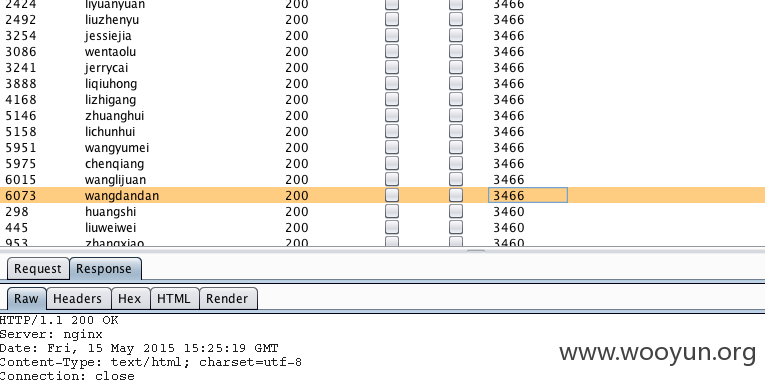 2424 liyuanyuan 200 3466
2492 liuzhenyu 200 3466
3254 jessiejia 200 3466
3086 wentaolu 200 3466
3241 jerrycai 200 3466
3888 liqiuhong 200 3466
4168 lizhigang 200 3466
5146 zhuanghui 200 3466
5158 lichunhui 200 3466
5951 wangyumei 200 3466
5975 chenqiang 200 3466
6015 wanglijuan 200 3466
6073 wangdandan 200 3466
298 huangshi 200 3460
445 liuweiwei 200 3460
953 zhangxiao 200 3460
Request Response
Raw Headers Hex HTML Render
HTTP/1.1 200 OK
Server: nginx
Date: Fri, 15 May 2015 15:25:19 GMT
Content-Type: text/html; charset=utf-8
Connection: close
www.wooyun.org